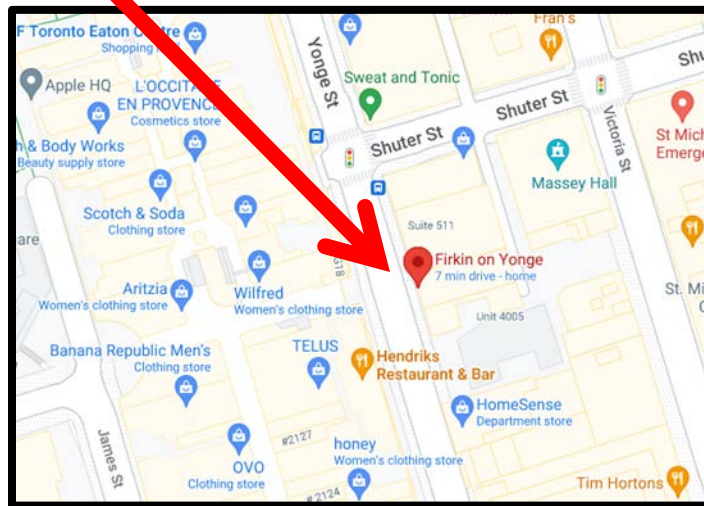 F Toronto Eaton Centre
Shopping
Fran's
Yonge St
Sweat and Tonic
Shu
Apple HQ
L'OCCITANE
EN PROVENCE
Cosmetics store
Shuter St
Shuter St
Victoria St
h & Body Works
Beauty supply store
St Mich
Emerge
Massey Hall
Scotch & Soda
Clothing store
Suite 511
are
G18
Firkin on Yonge
7 min drive - home
Aritzia
Women's clothing store
Wilfred
Women's clothing store
St. Mi
Unit 4005
Banana Republic Men's
Clothing store
TELUS
Hendriks
Restaurant & Bar
HomeSense
Department store
James St
#2127
OVO
Clothing store
honey
Women's clothing store
#2124
Tim Hortons